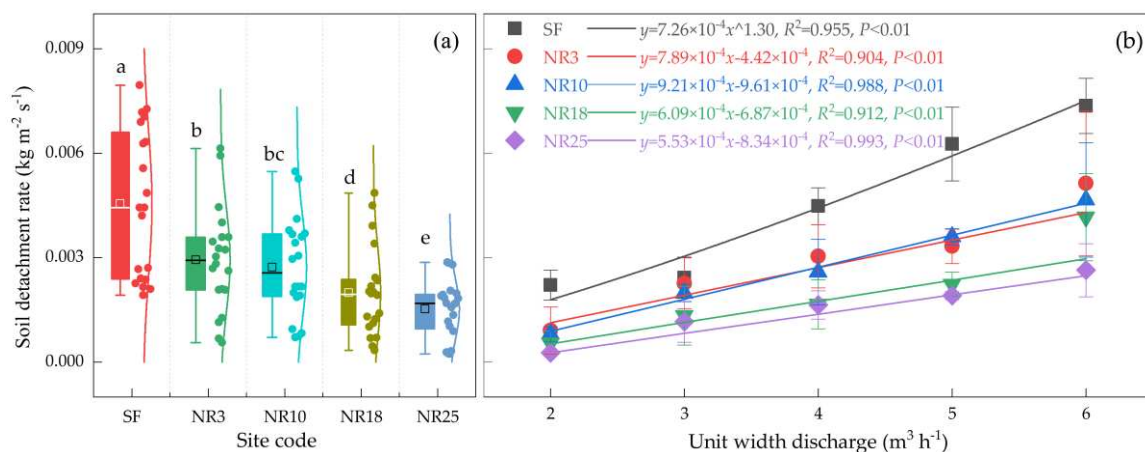 (a)
(b)
Soil detachment rate (kg m⁻² s⁻¹)
0.009
0.006
0.003
0.000
a
b
bc
d
e
SF NR3 NR10 NR18 NR25
Site code
SF y=7.26×10⁻⁴x^1.30, R²=0.955, P<0.01
NR3 y=7.89×10⁻⁴x-4.42×10⁻⁴, R²=0.904, P<0.01
NR10 y=9.21×10⁻⁴x-9.61×10⁻⁴, R²=0.988, P<0.01
NR18 y=6.09×10⁻⁴x-6.87×10⁻⁴, R²=0.912, P<0.01
NR25 y=5.53×10⁻⁴x-8.34×10⁻⁴, R²=0.993, P<0.01
2 3 4 5 6
Unit width discharge (m³ h⁻¹)